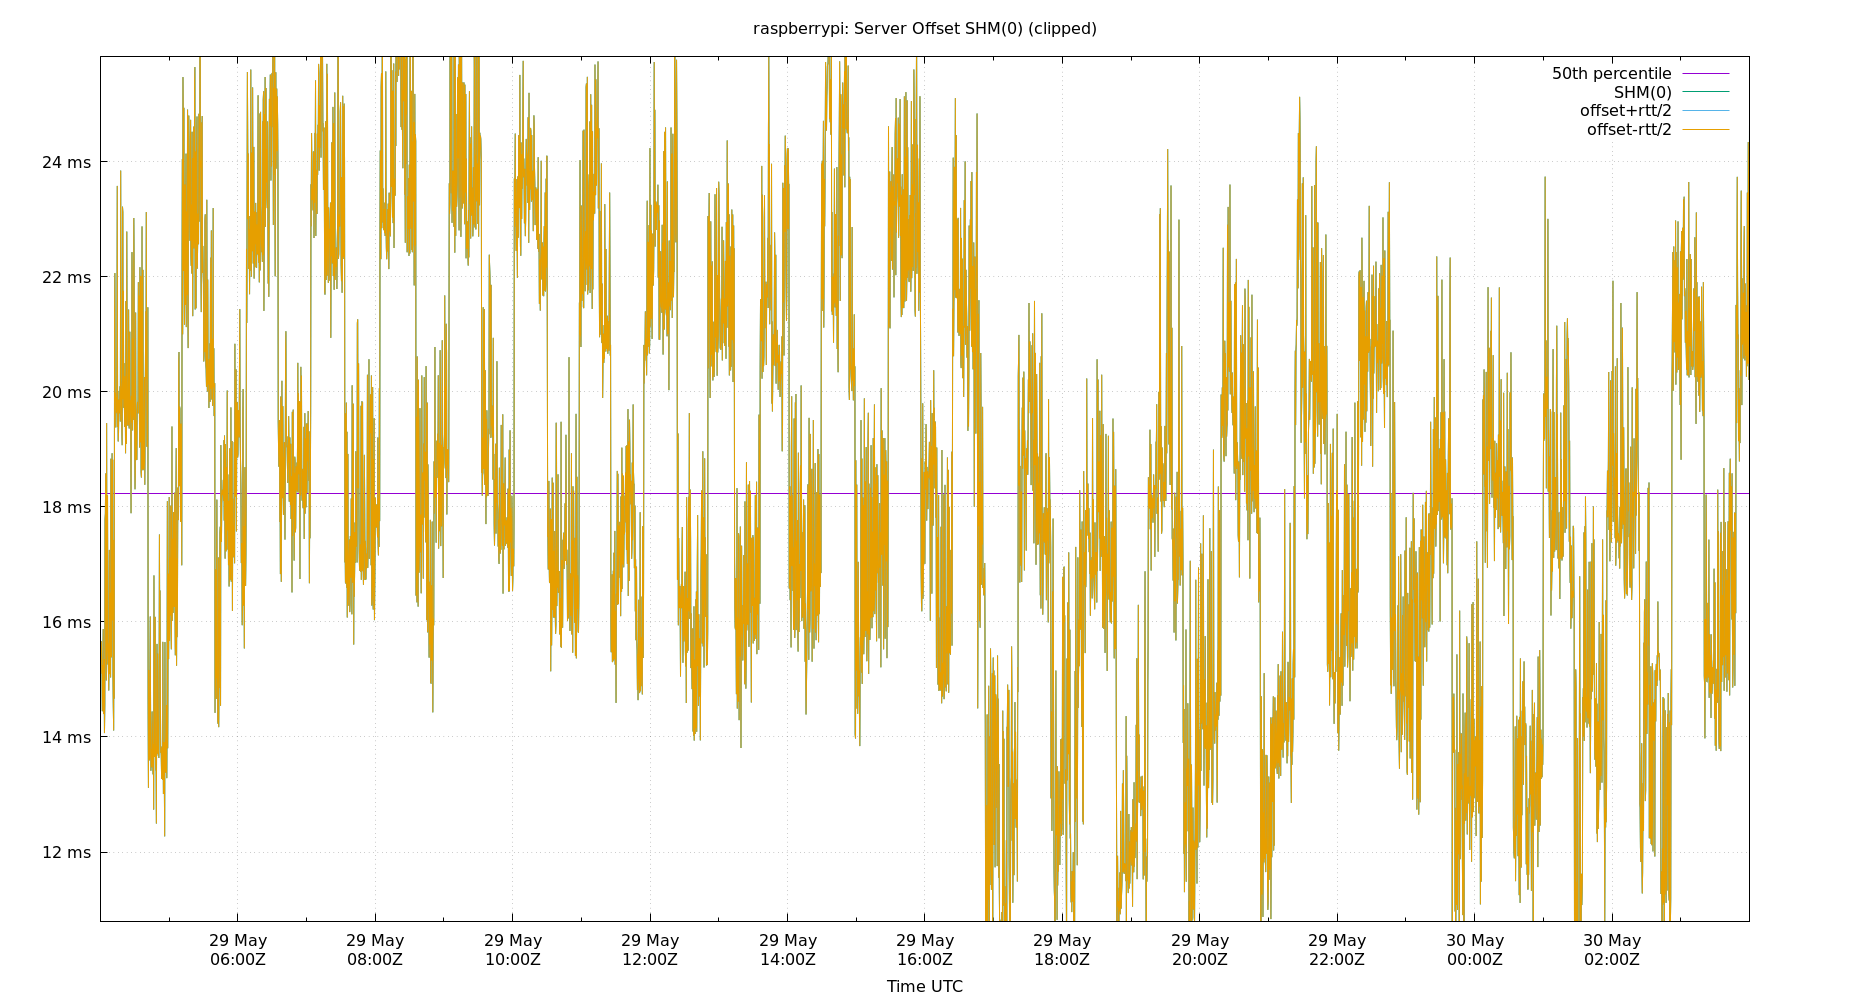 raspberrypi: Server Offset SHM(0) (clipped)
50th percentile
SHM(0)
offset+rtt/2
offset-rtt/2
24 ms
22 ms
20 ms
18 ms
16 ms
14 ms
12 ms
29 May 29 May 29 May 29 May 29 May 29 May 29 May 29 May 29 May 30 May 30 May
06:00Z 08:00Z 10:00Z 12:00Z 14:00Z 16:00Z 18:00Z 20:00Z 22:00Z 00:00Z 02:00Z
Time UTC